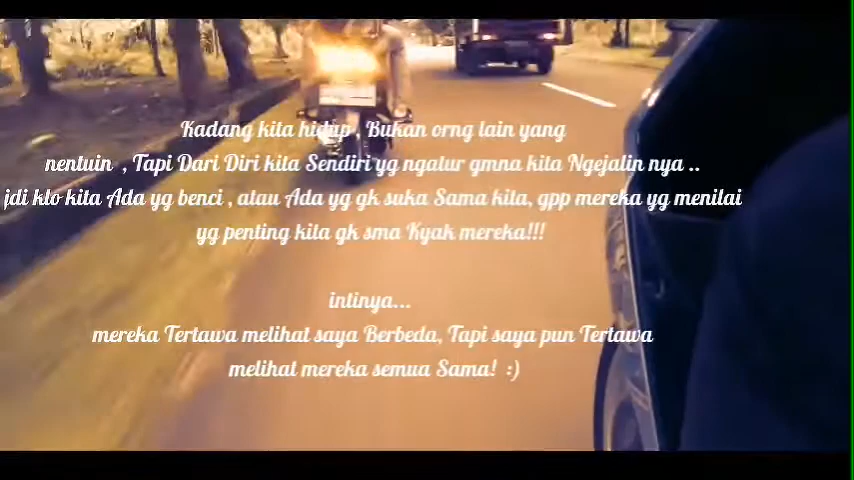 Kadang kita hidup , Bukan orng lain yang
nentuin , Tapi Dari Diri kita Sendiri yg ngatur gmna kita Ngejalin nya ..
jdi klo kita Ada yg benci , atau Ada yg gk suka Sama kita, gpp mereka yg menilai
yg penting kita gk sma Kyak mereka!!!
intinya...
mereka Tertawa melihat saya Berbeda, Tapi saya pun Tertawa
melihat mereka semua Sama! :)